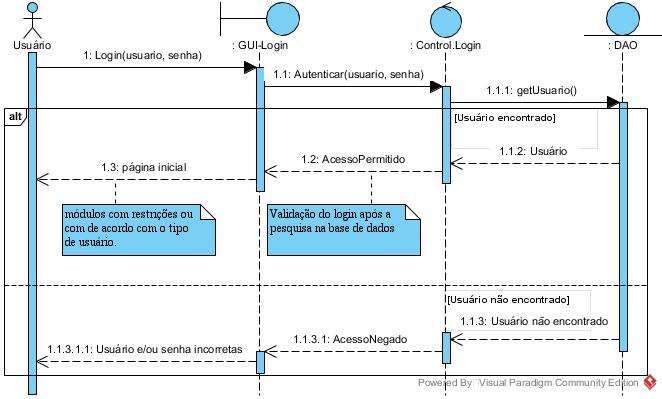 Usuário
: GUI-Login
: Control.Login
: DAO
1: Login(usuario, senha)
1.1: Autenticar(usuario, senha)
1.1.1: getUsuario()
alt
[Usuário encontrado]
1.1.2: Usuário
1.2: AcessoPermitido
1.3: página inicial
módulos com restrições ou
com de acordo com o tipo
de usuário.
Validação do login após a
pesquisa na base de dados
[Usuário não encontrado]
1.1.3: Usuário não encontrado
1.1.3.1: AcessoNegado
1.1.3.1.1: Usuário e/ou senha incorretas
Powered By Visual Paradigm Community Edition